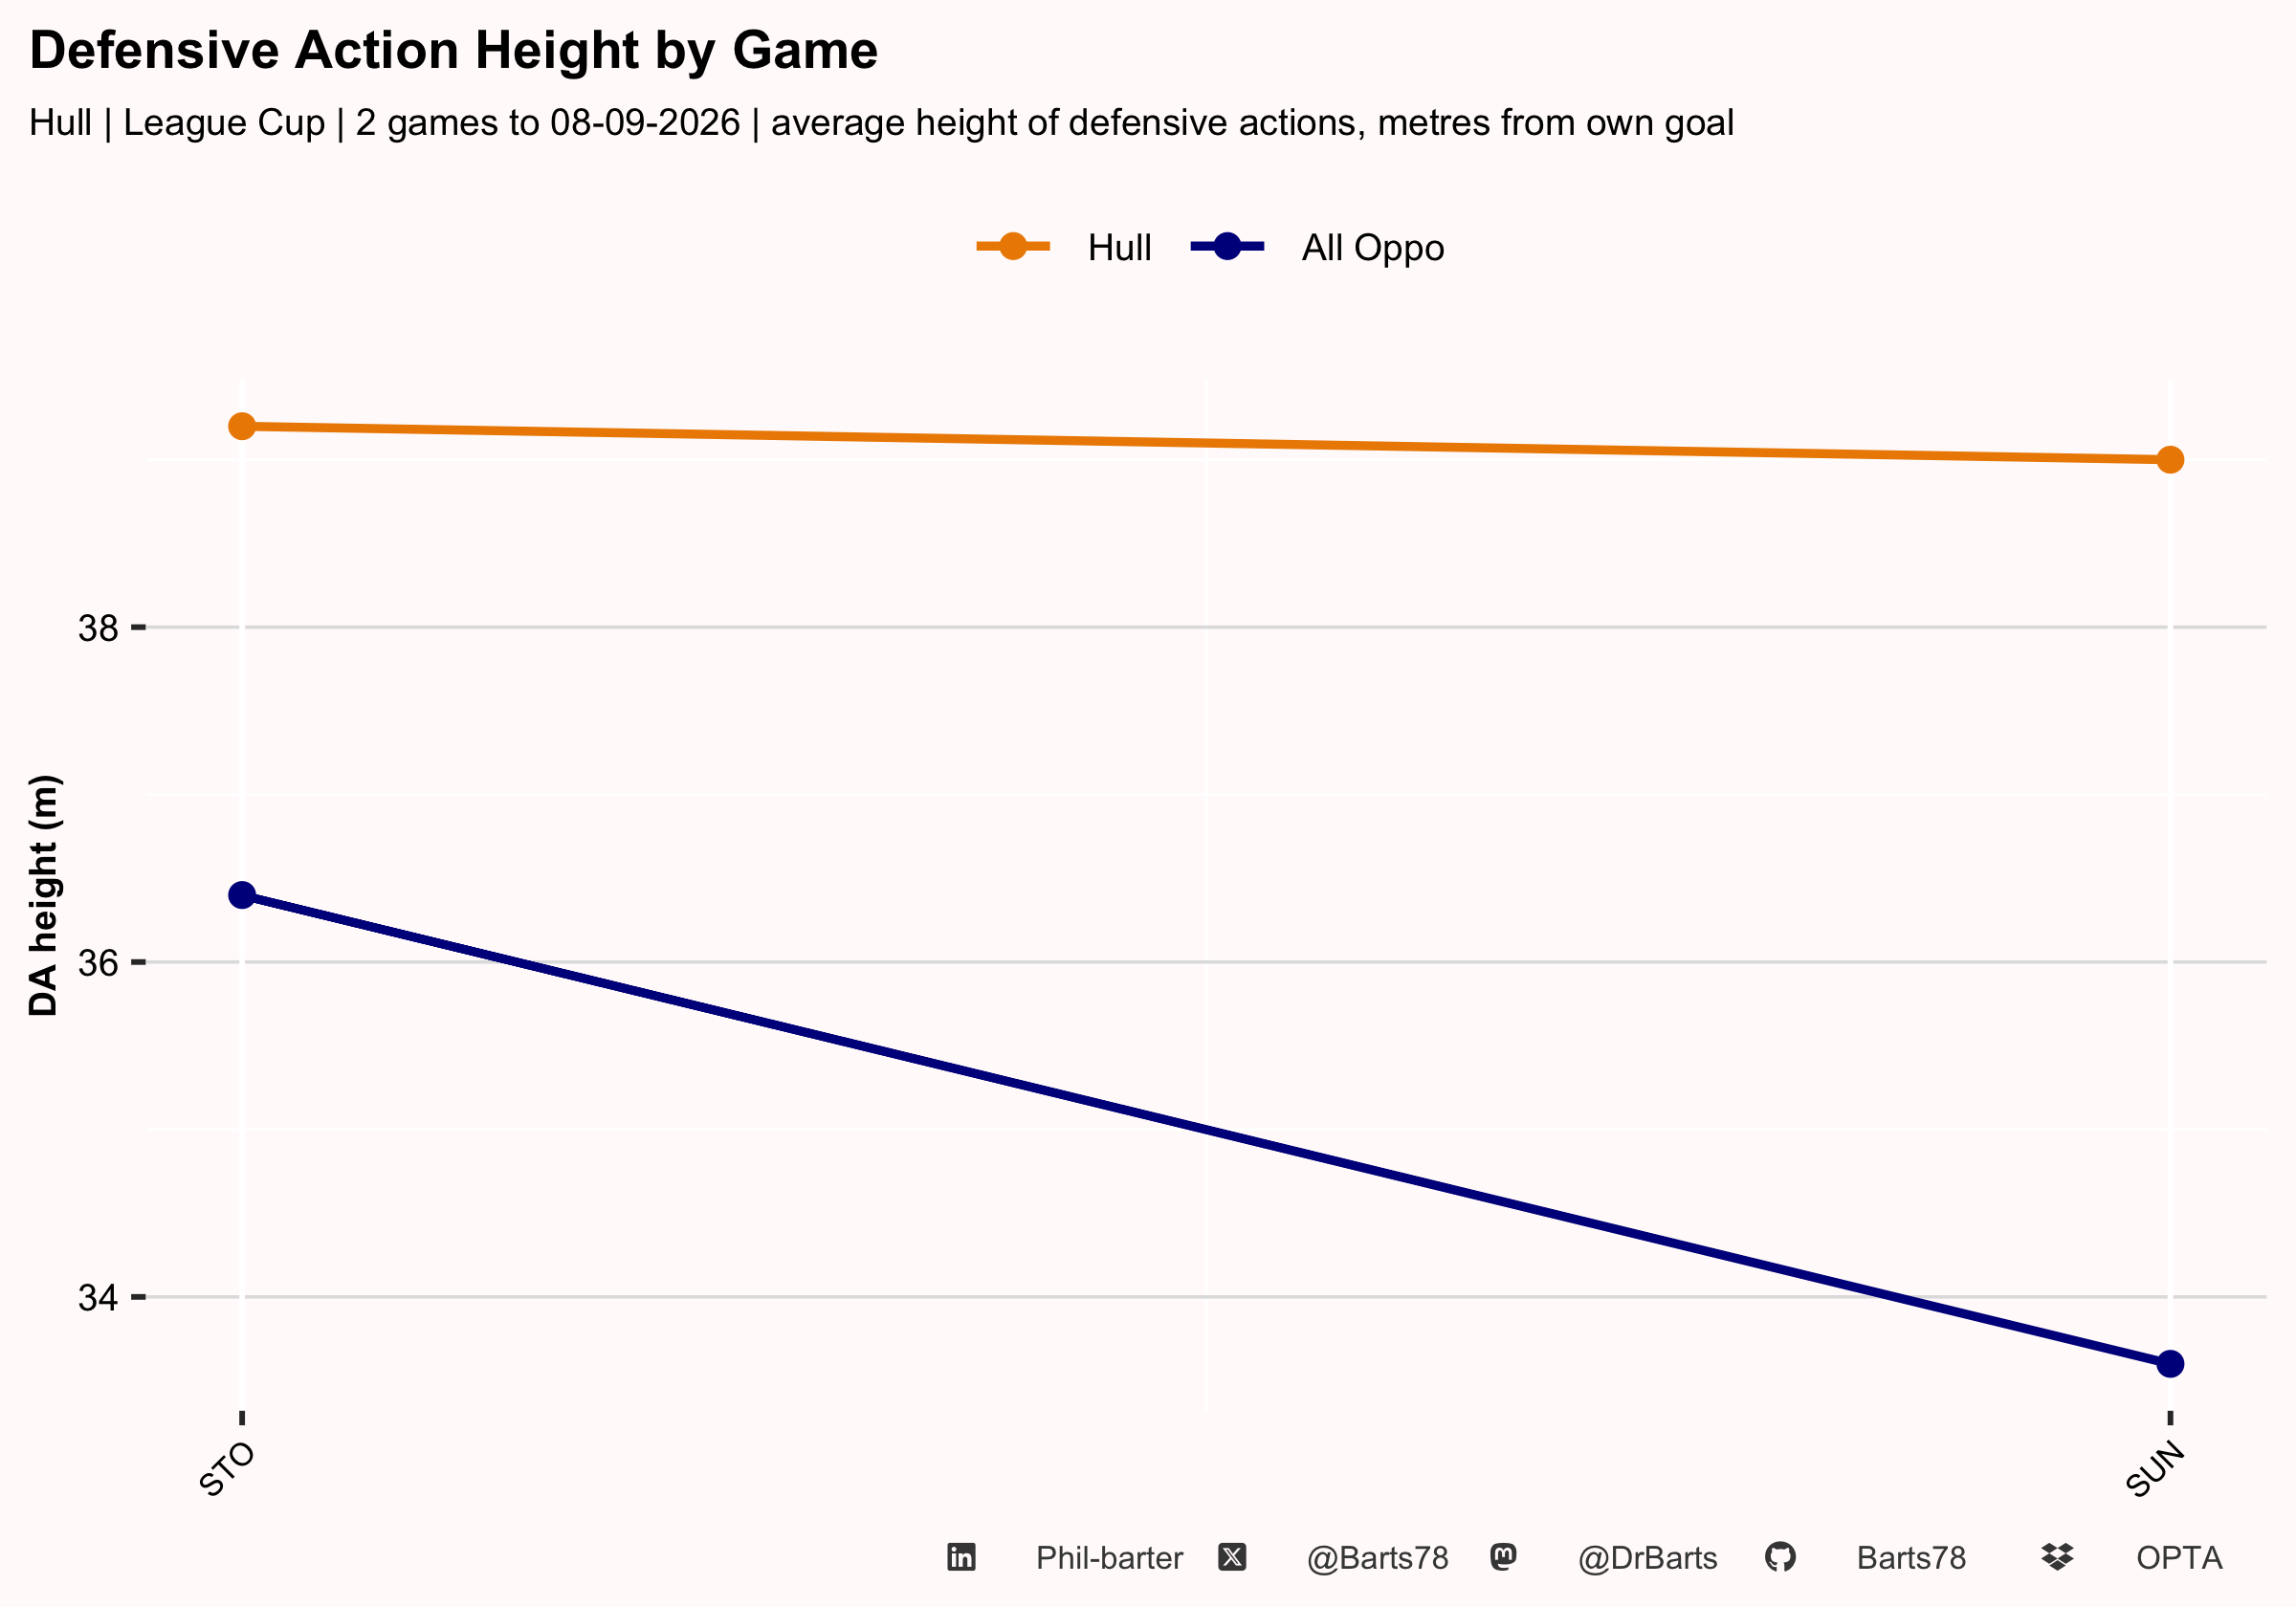 Defensive Action Height by Game
Hull | League Cup | 2 games to 08-09-2026 | average height of defensive actions, metres from own goal
Hull All Oppo
DA height (m)
38
36
34
STO SUN
Phil-barter @Barts78 @DrBarts Barts78 OPTA